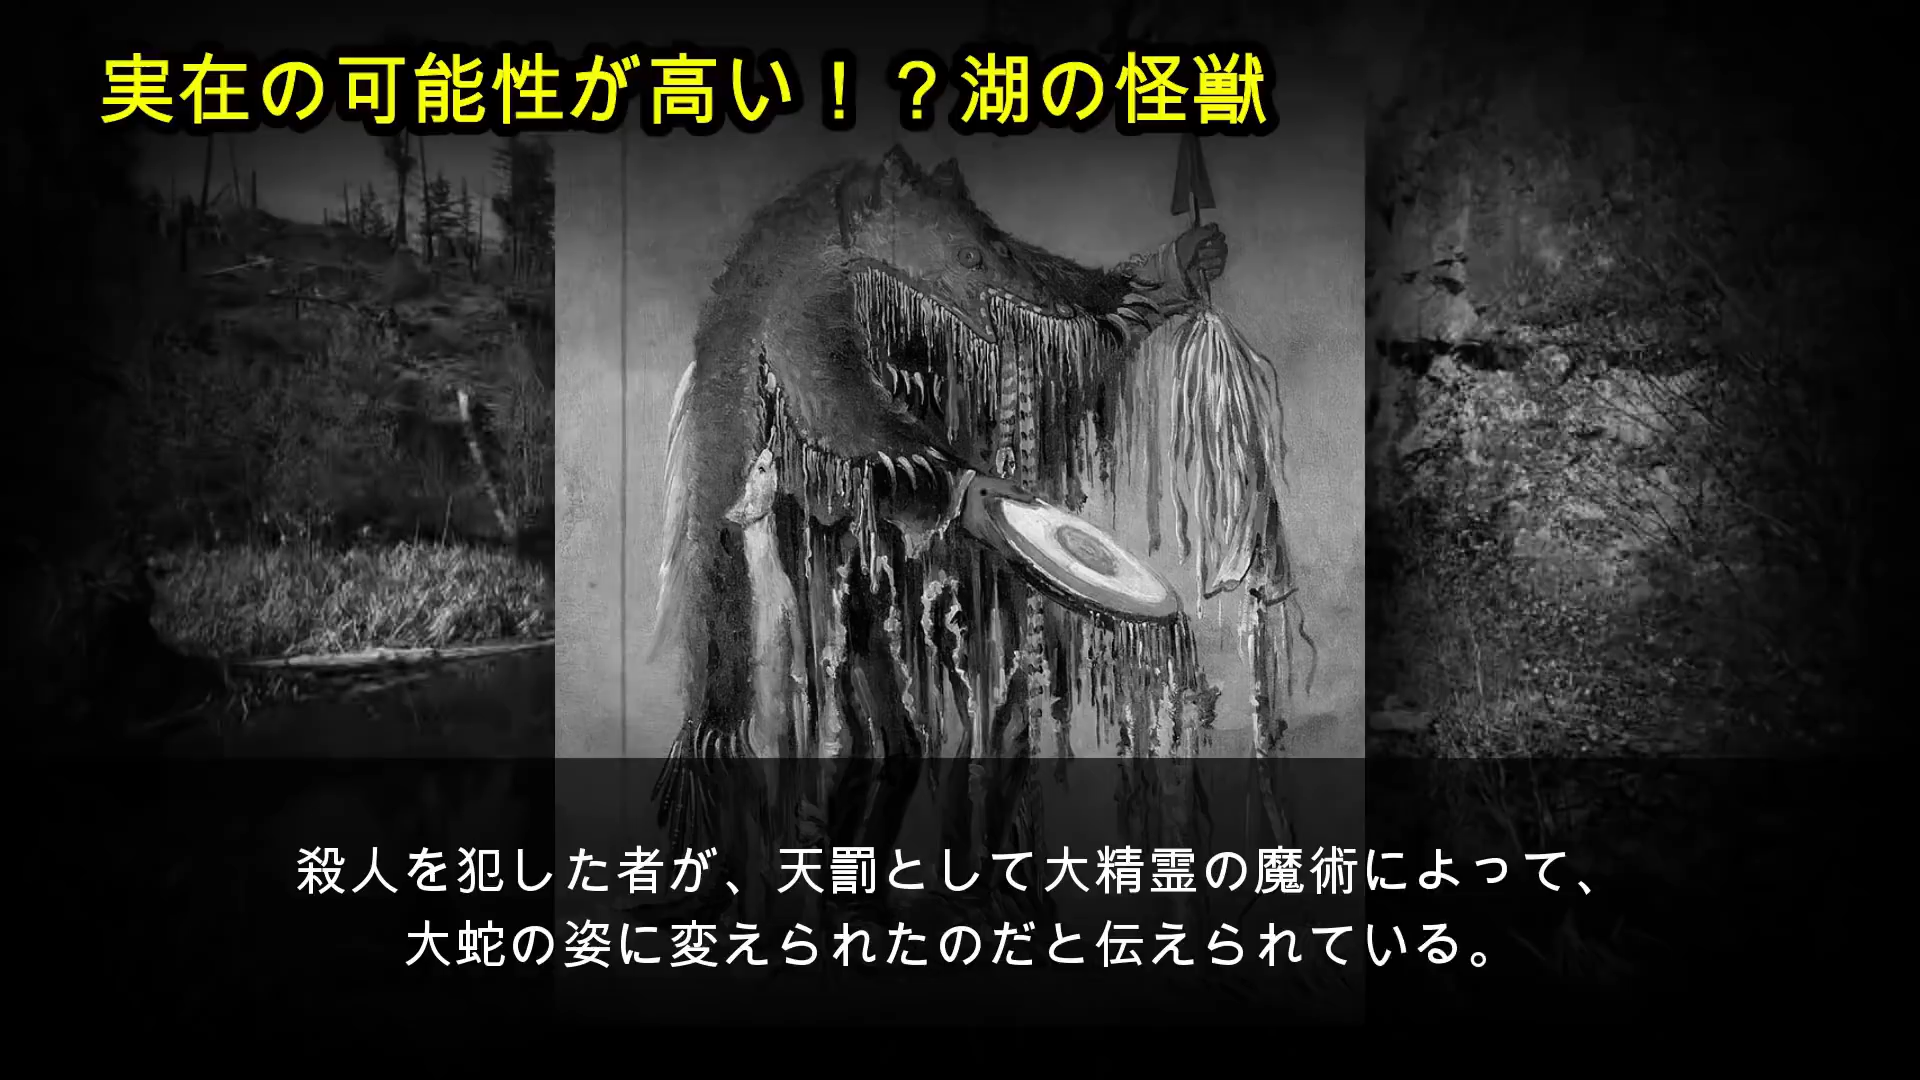 実在の可能性が高い！？湖の怪獣
殺人を犯した者が、天罰として大精霊の魔術によって、
大蛇の姿に変えられたのだと伝えられている。